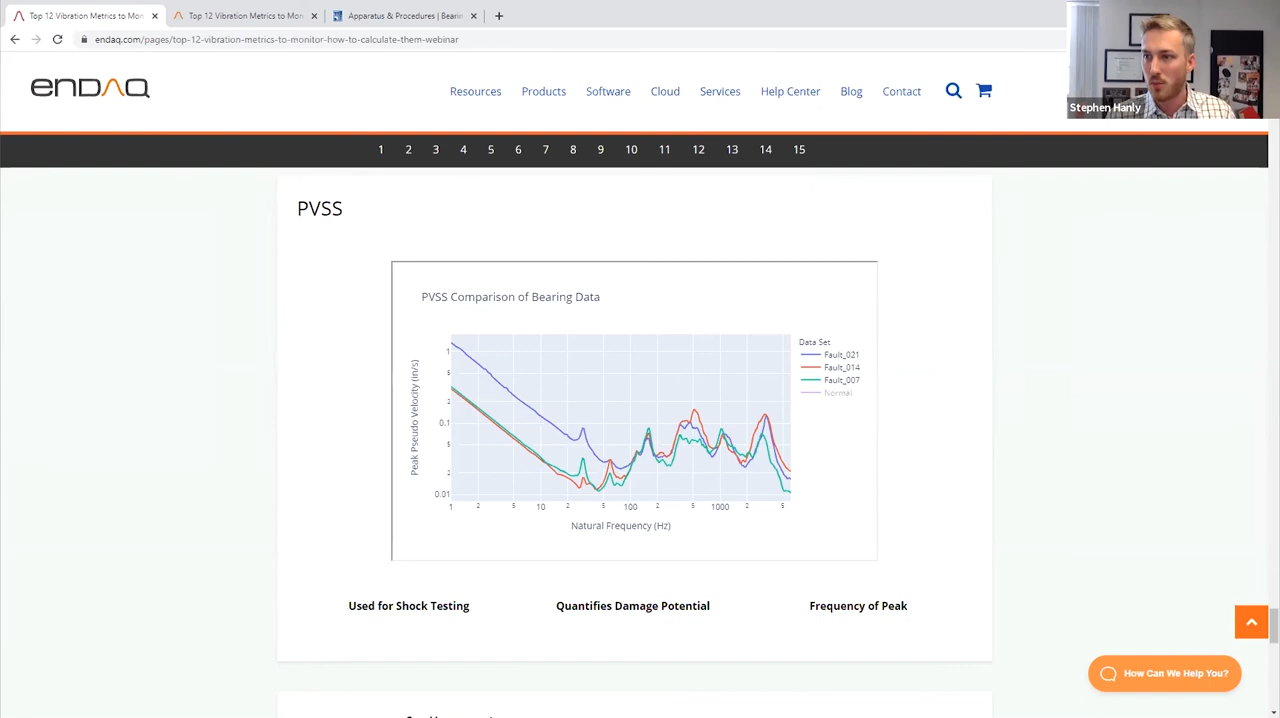 Top 12 Vibration Metrics to Mon
Top 12 Vibration Metrics to Mon
Apparatus & Procedures | Bearin
endaq.com/pages/top-12-vibration-metrics-to-monitor-how-to-calculate-them-webinar
enDAQ
Resources Products Software Cloud Services Help Center Blog Contact
Stephen Hanly
1 2 3 4 5 6 7 8 9 10 11 12 13 14 15
PVSS
PVSS Comparison of Bearing Data
Peak Pseudo Velocity (in/s)
1
5
2
0.1
5
2
0.01
1 2 5 10 2 5 100 2 5 1000 2 5
Natural Frequency (Hz)
Data Set
Fault_021
Fault_014
Fault_007
Normal
Used for Shock Testing Quantifies Damage Potential Frequency of Peak
How Can We Help You?